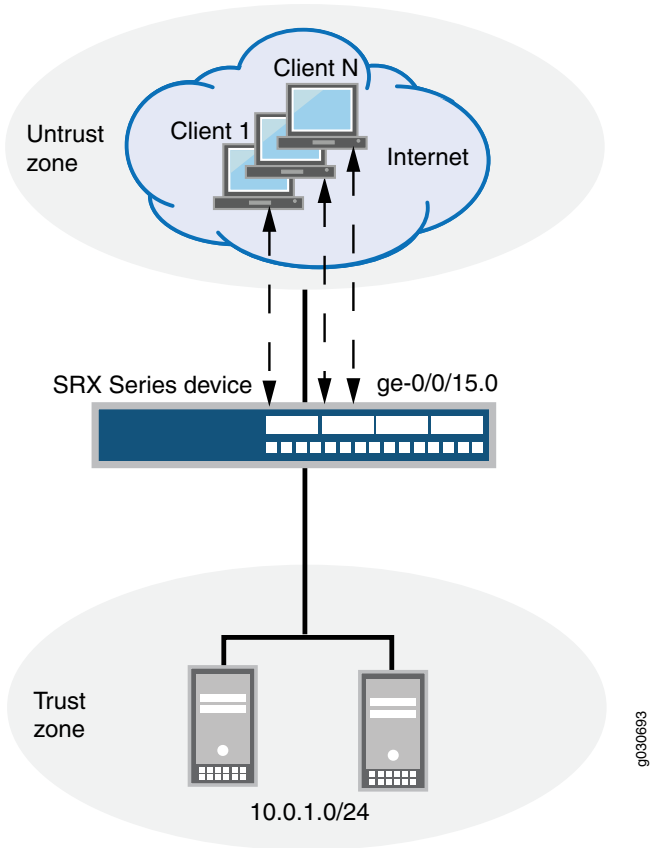 Client N
Client 1
Untrust
zone
Internet
SRX Series device
ge-0/0/15.0
Trust
zone
10.0.1.0/24
g030693